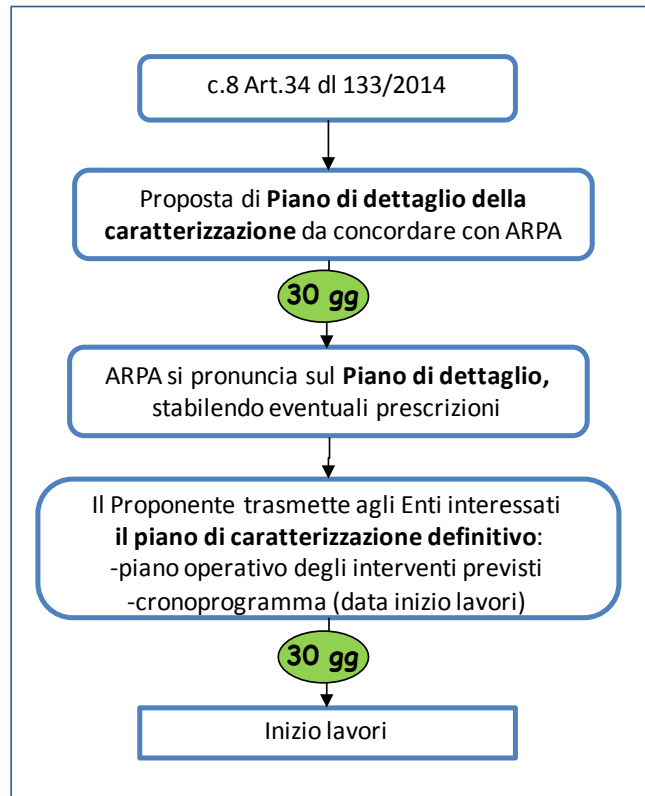 c.8 Art.34 dl 133/2014
Proposta di Piano di dettaglio della
caratterizzazione da concordare con ARPA
30 gg
ARPA si pronuncia sul Piano di dettaglio,
stabilendo eventuali prescrizioni
Il Proponente trasmette agli Enti interessati
il piano di caratterizzazione definitivo:
-piano operativo degli interventi previsti
-cronoprogramma (data inizio lavori)
30 gg
Inizio lavori